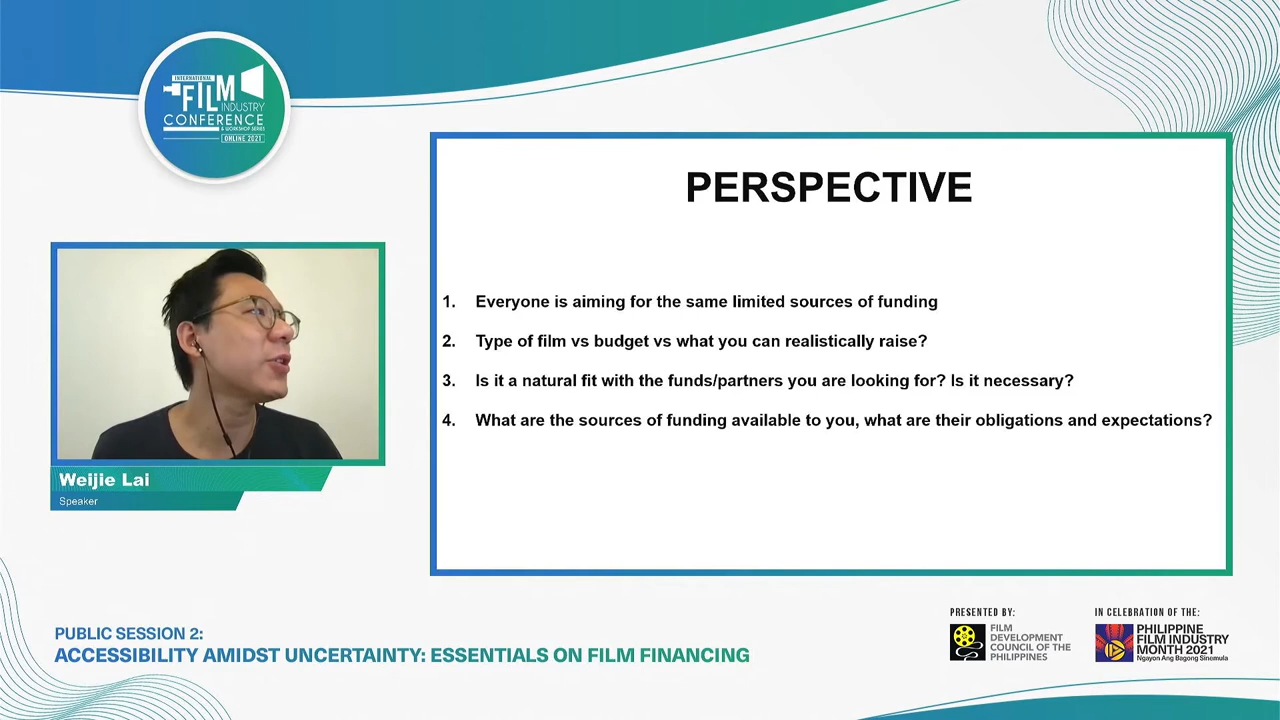 INTERNATIONAL
FILM
INDUSTRY
CONFERENCE
& WORKSHOP SERIES
ONLINE 2021
PERSPECTIVE
1. Everyone is aiming for the same limited sources of funding
2. Type of film vs budget vs what you can realistically raise?
3. Is it a natural fit with the funds/partners you are looking for? Is it necessary?
4. What are the sources of funding available to you, what are their obligations and expectations?
Weijie Lai
Speaker
PUBLIC SESSION 2:
ACCESSIBILITY AMIDST UNCERTAINTY: ESSENTIALS ON FILM FINANCING
PRESENTED BY:
FILM
DEVELOPMENT
COUNCIL OF THE
PHILIPPINES
IN CELEBRATION OF THE:
PHILIPPINE
FILM INDUSTRY
MONTH 2021
Ngayon Ang Bagong Sinemula